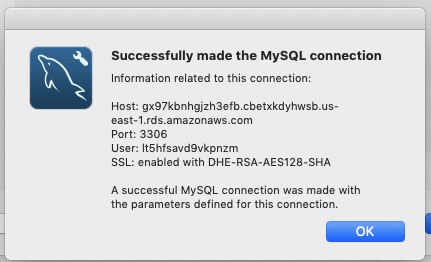 Successfully made the MySQL connection
Information related to this connection:
Host: gx97kbnhgjzh3efb.cbetxkdyhwsb.us-
east-1.rds.amazonaws.com
Port: 3306
User: lt5hfsavd9vkpnzm
SSL: enabled with DHE-RSA-AES128-SHA
A successful MySQL connection was made with
the parameters defined for this connection.
OK